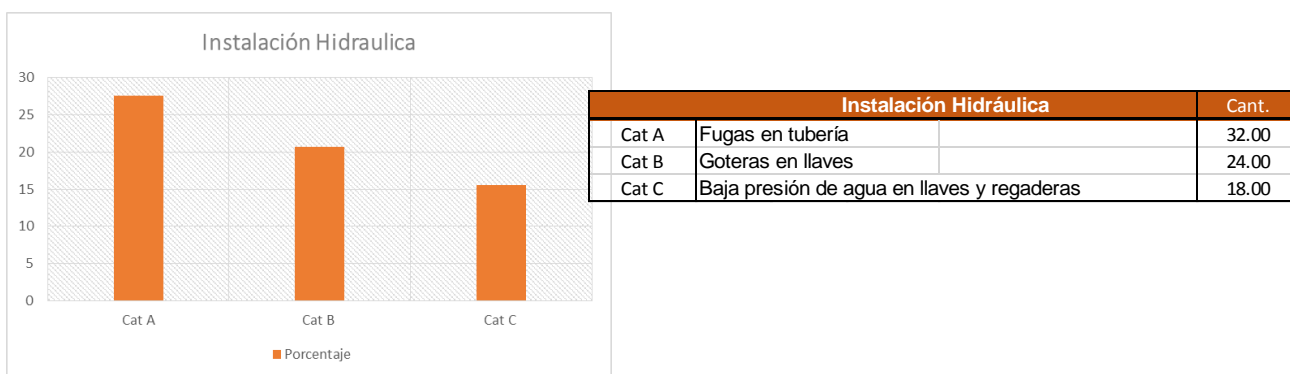 Instalación Hidraulica
30
25
20
15
10
5
0
Cat A Cat B Cat C
Porcentaje
Instalación Hidráulica Cant.
Cat A Fugas en tubería 32.00
Cat B Goteras en llaves 24.00
Cat C Baja presión de agua en llaves y regaderas 18.00